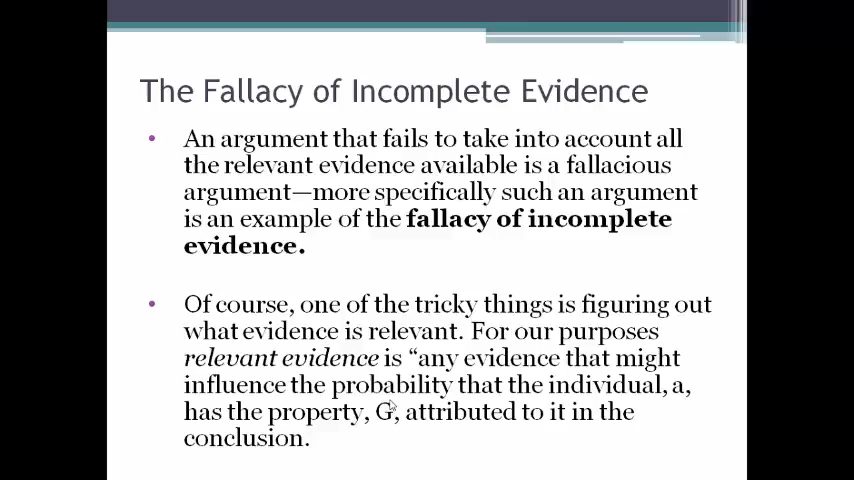 The Fallacy of Incomplete Evidence
• An argument that fails to take into account all
the relevant evidence available is a fallacious
argument—more specifically such an argument
is an example of the fallacy of incomplete
evidence.
• Of course, one of the tricky things is figuring out
what evidence is relevant. For our purposes
relevant evidence is “any evidence that might
influence the probability that the individual, a,
has the property, G, attributed to it in the
conclusion.